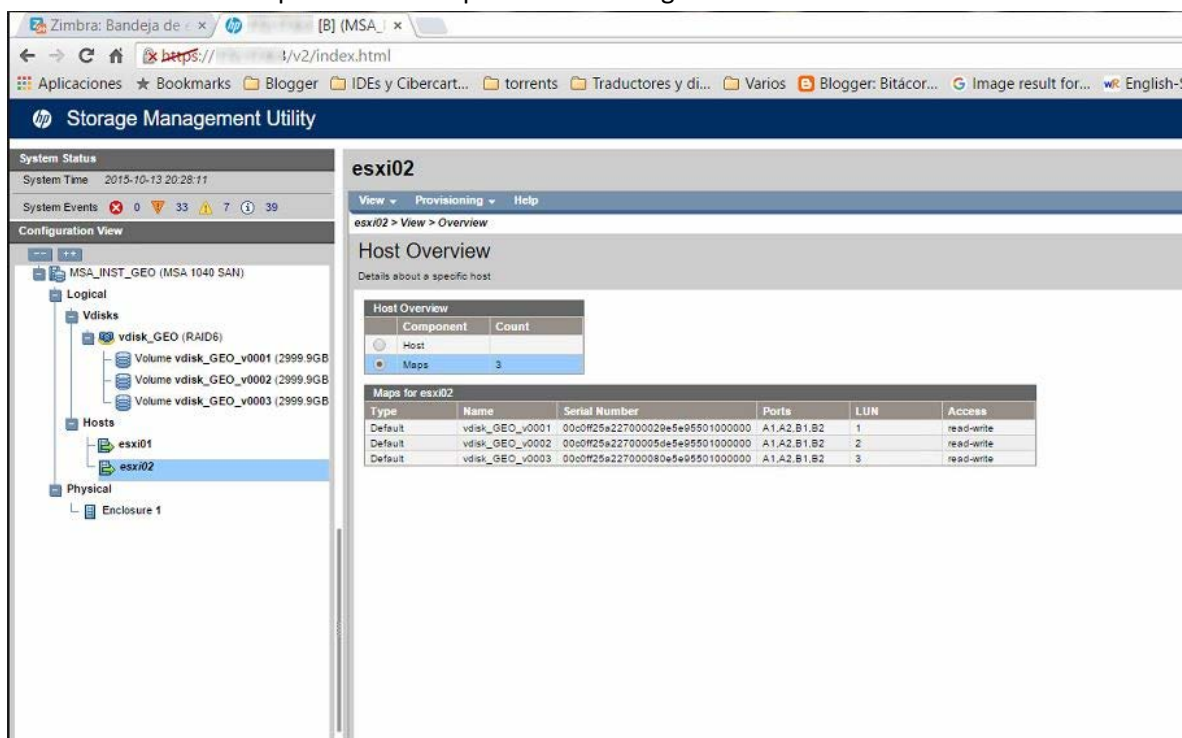 Zimbra: Bandeja de e × [B] (MSA_I ×
https:// /v2/index.html
Aplicaciones Bookmarks Blogger IDEs y Cibercart... torrents Traductores y di... Varios Blogger: Bitácor... Image result for... wR English-S
hp Storage Management Utility
System Status
System Time 2015-10-13 20:28:11
System Events 0 33 7 39
Configuration View
MSA_INST_GEO (MSA 1040 SAN)
Logical
Vdisks
vdisk_GEO (RAID6)
Volume vdisk_GEO_v0001 (2999.9GB
Volume vdisk_GEO_v0002 (2999.9GB
Volume vdisk_GEO_v0003 (2999.9GB
Hosts
esxi01
esxi02
Physical
Enclosure 1
esxi02
View Provisioning Help
esxi02 > View > Overview
Host Overview
Details about a specific host
Host Overview
Component Count
Host
Maps 3
Maps for esxi02
Type Name Serial Number Ports LUN Access
Default vdisk_GEO_v0001 00c0ff25a227000029e5e95501000000 A1,A2,B1,B2 1 read-write
Default vdisk_GEO_v0002 00c0ff25a22700005de5e95501000000 A1,A2,B1,B2 2 read-write
Default vdisk_GEO_v0003 00c0ff25a227000080e5e95501000000 A1,A2,B1,B2 3 read-write